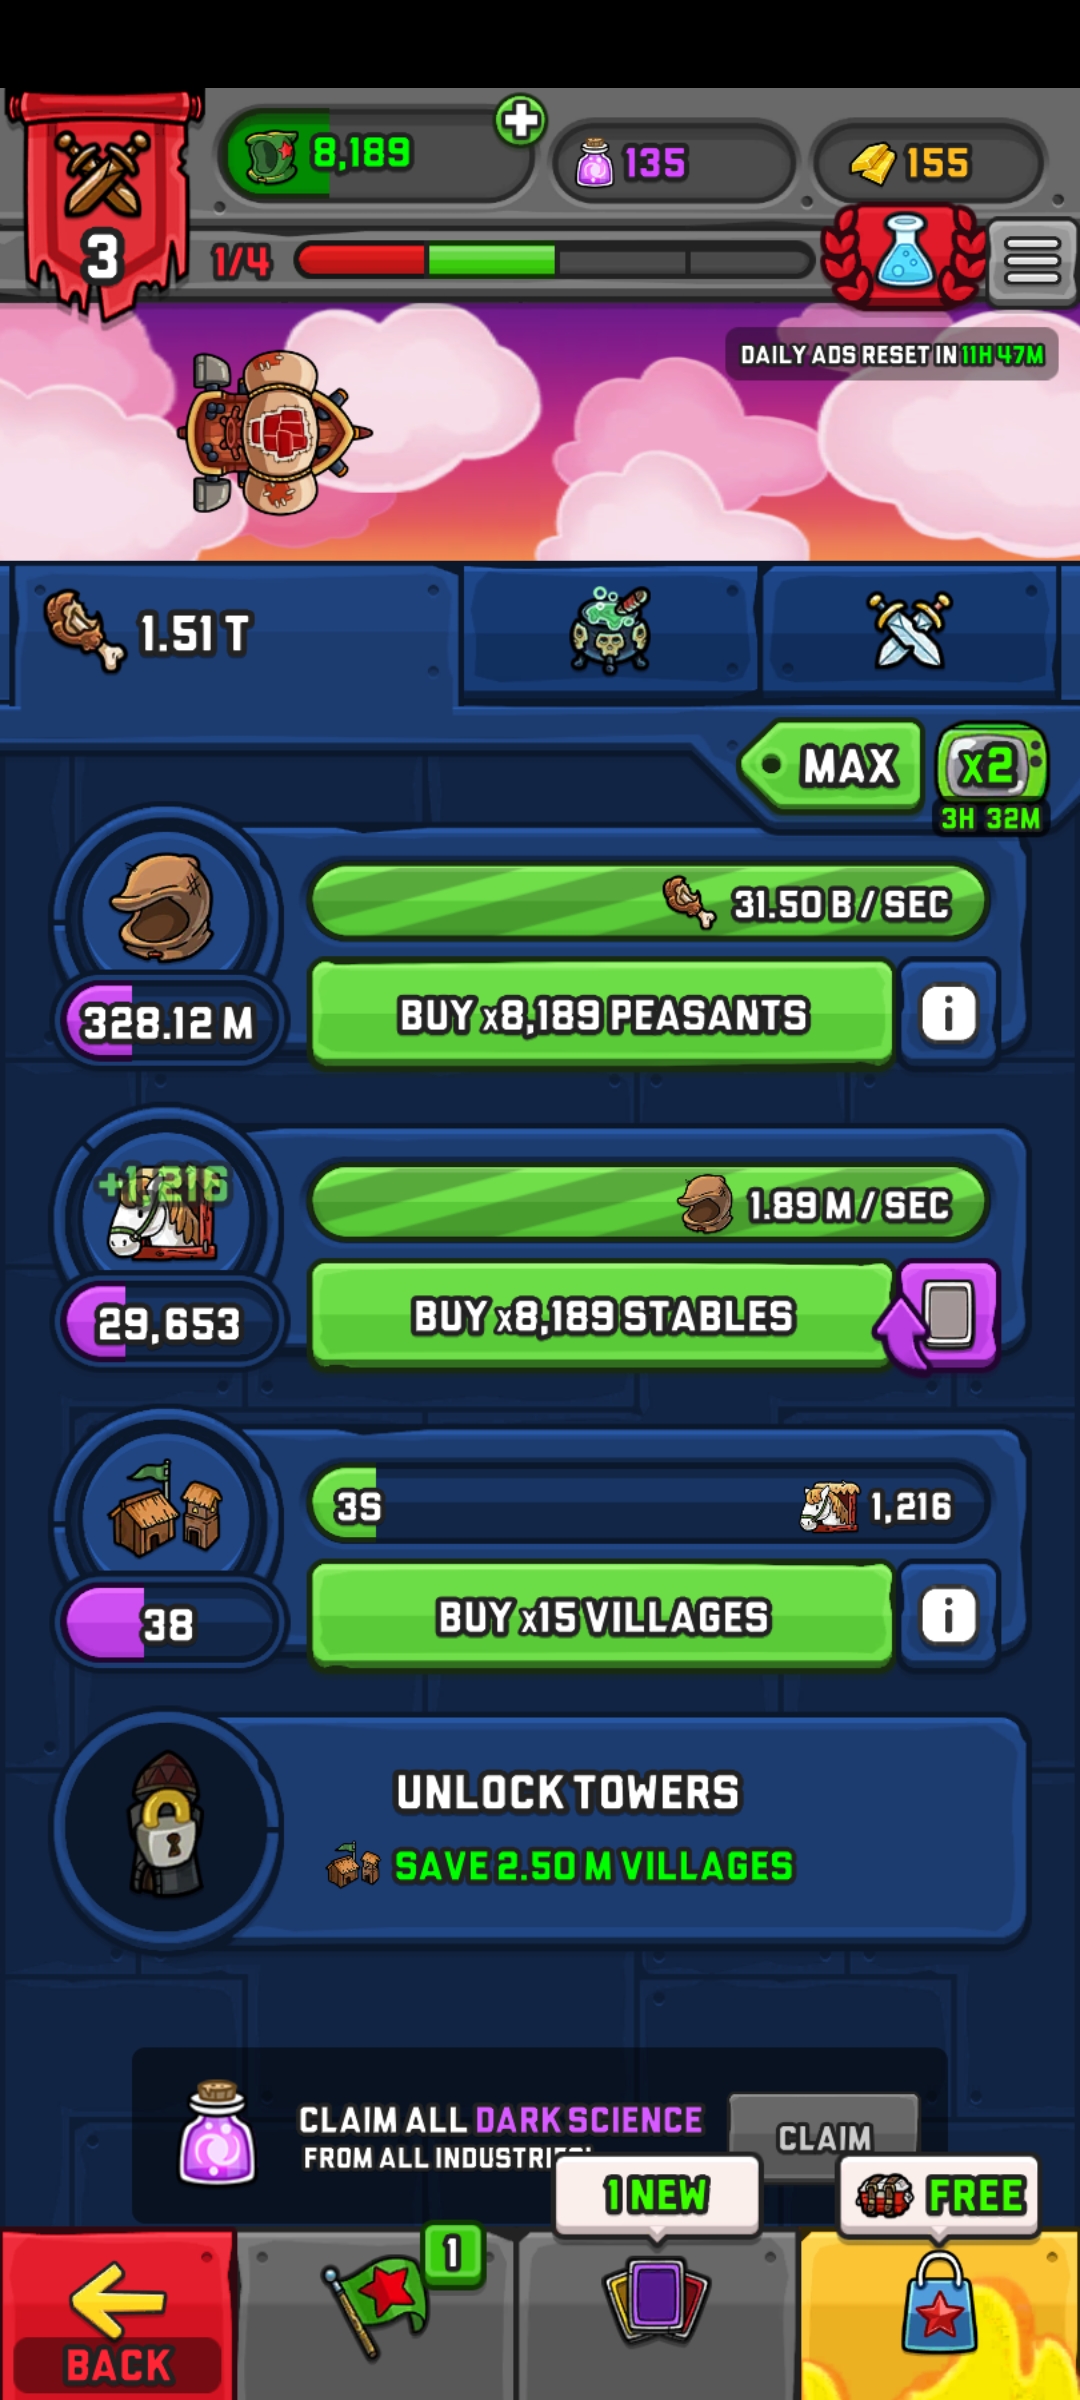 8,189
135
155
3
1/4
DAILY ADS RESET IN 11H 47M
1.51 T
MAX
x2
3H 32M
31.50 B / SEC
328.12 M
BUY x8,189 PEASANTS
i
+1,216
1.89 M / SEC
29,653
BUY x8,189 STABLES
3S
1,216
38
BUY x15 VILLAGES
i
UNLOCK TOWERS
SAVE 2.50 M VILLAGES
CLAIM ALL DARK SCIENCE
FROM ALL INDUSTRIES!
CLAIM
1 NEW
FREE
1
BACK